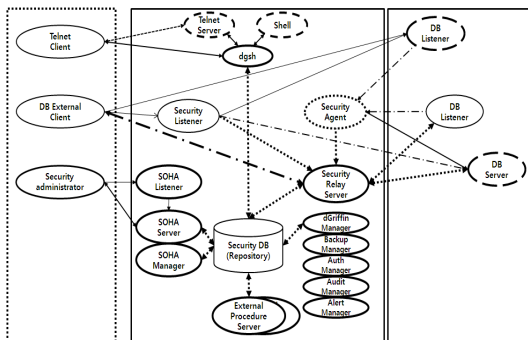 Telnet
Client
Telnet
Server
Shell
dgsh
DB
Listener
DB External
Client
Security
Listener
Security
Agent
DB
Listener
Security
administrator
SOHA
Listener
Security
Relay
Server
DB
Server
SOHA
Server
SOHA
Manager
Security DB
(Repository)
dGriffin
Manager
Backup
Manager
Auth
Manager
Audit
Manager
Alert
Manager
External
Procedure
Server